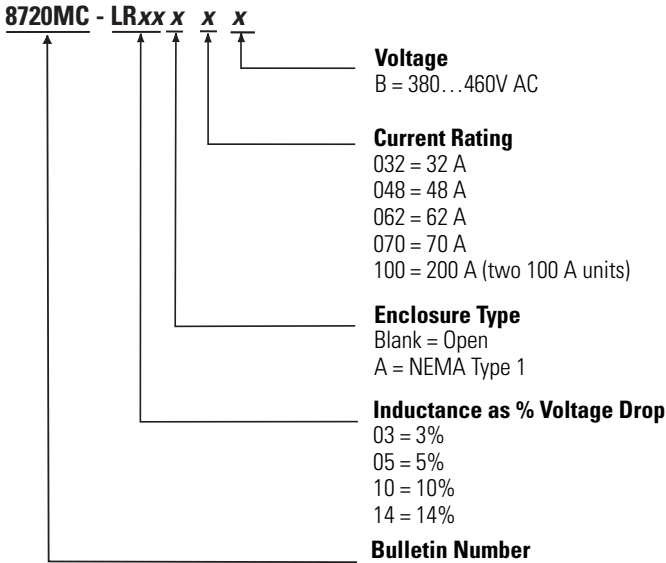 8720MC - LRxx x x x
Voltage
B = 380...460V AC
Current Rating
032 = 32 A
048 = 48 A
062 = 62 A
070 = 70 A
100 = 200 A (two 100 A units)
Enclosure Type
Blank = Open
A = NEMA Type 1
Inductance as % Voltage Drop
03 = 3%
05 = 5%
10 = 10%
14 = 14%
Bulletin Number